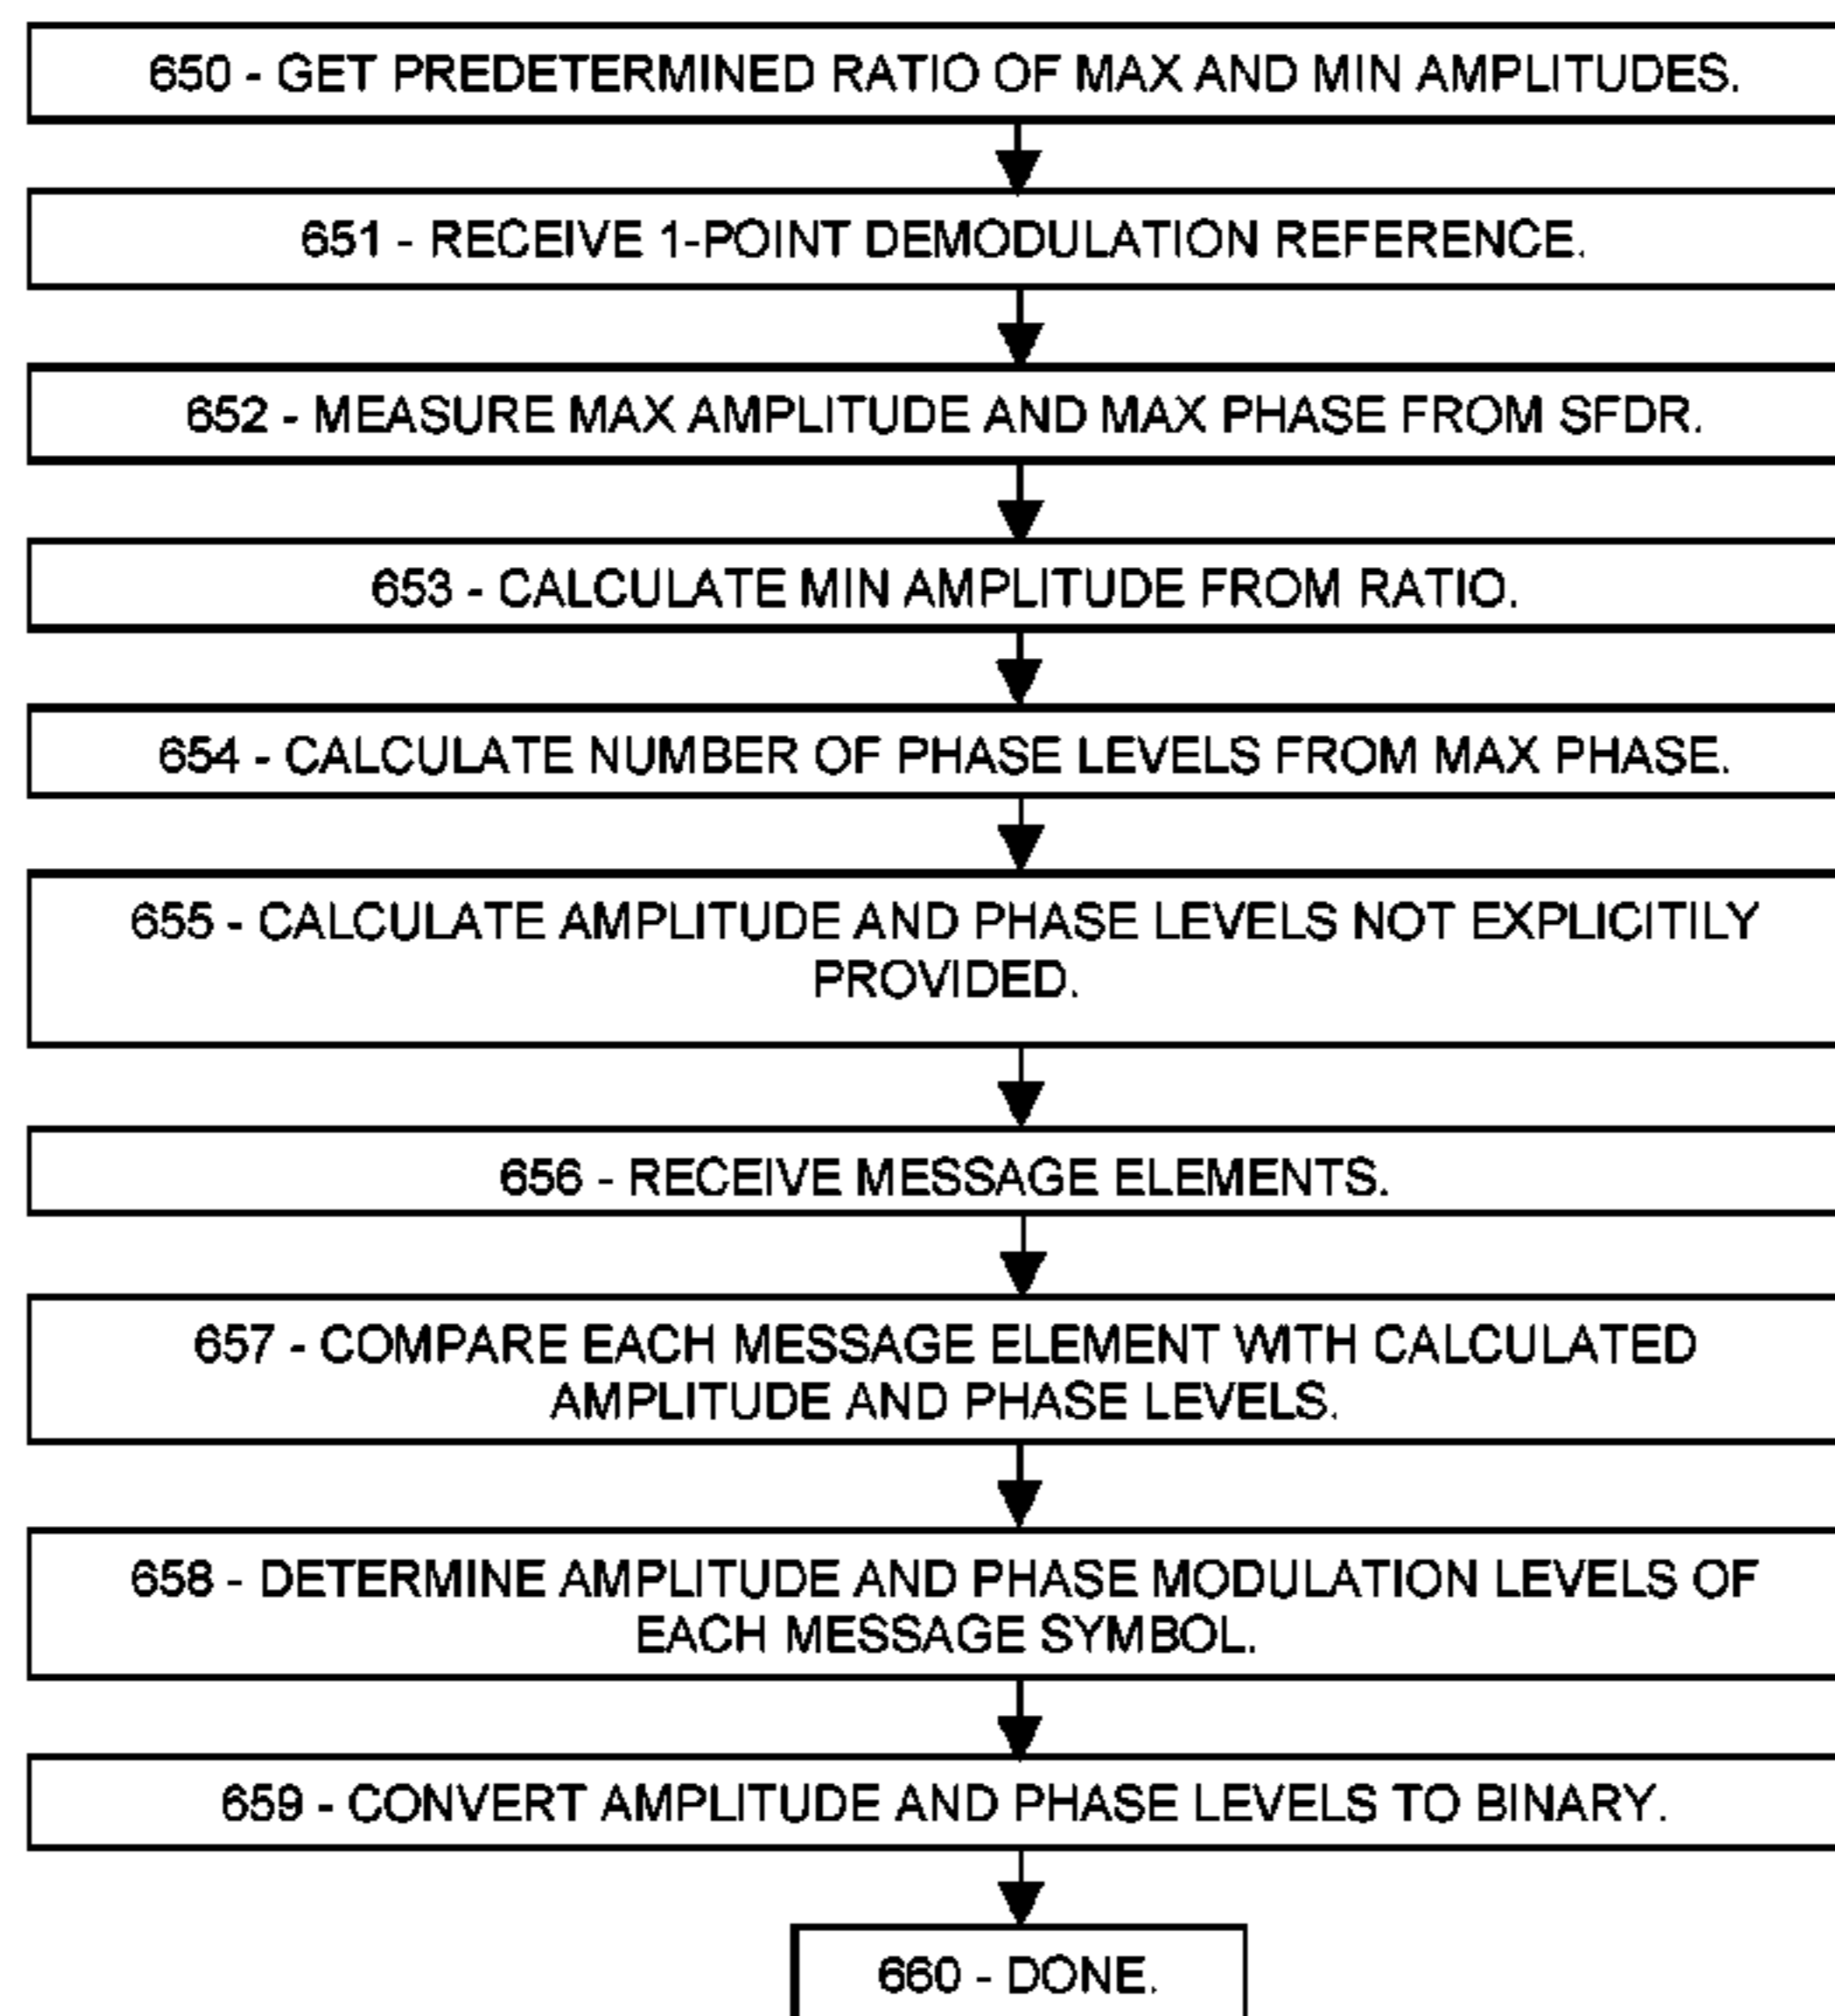 650 - GET PREDETERMINED RATIO OF MAX AND MIN AMPLITUDES.
651 - RECEIVE 1-POINT DEMODULATION REFERENCE.
652 - MEASURE MAX AMPLITUDE AND MAX PHASE FROM SFDR.
653 - CALCULATE MIN AMPLITUDE FROM RATIO.
654 - CALCULATE NUMBER OF PHASE LEVELS FROM MAX PHASE.
655 - CALCULATE AMPLITUDE AND PHASE LEVELS NOT EXPLICITILY
PROVIDED.
656 - RECEIVE MESSAGE ELEMENTS.
657 - COMPARE EACH MESSAGE ELEMENT WITH CALCULATED
AMPLITUDE AND PHASE LEVELS.
658 - DETERMINE AMPLITUDE AND PHASE MODULATION LEVELS OF
EACH MESSAGE SYMBOL.
659 - CONVERT AMPLITUDE AND PHASE LEVELS TO BINARY.
660 - DONE.